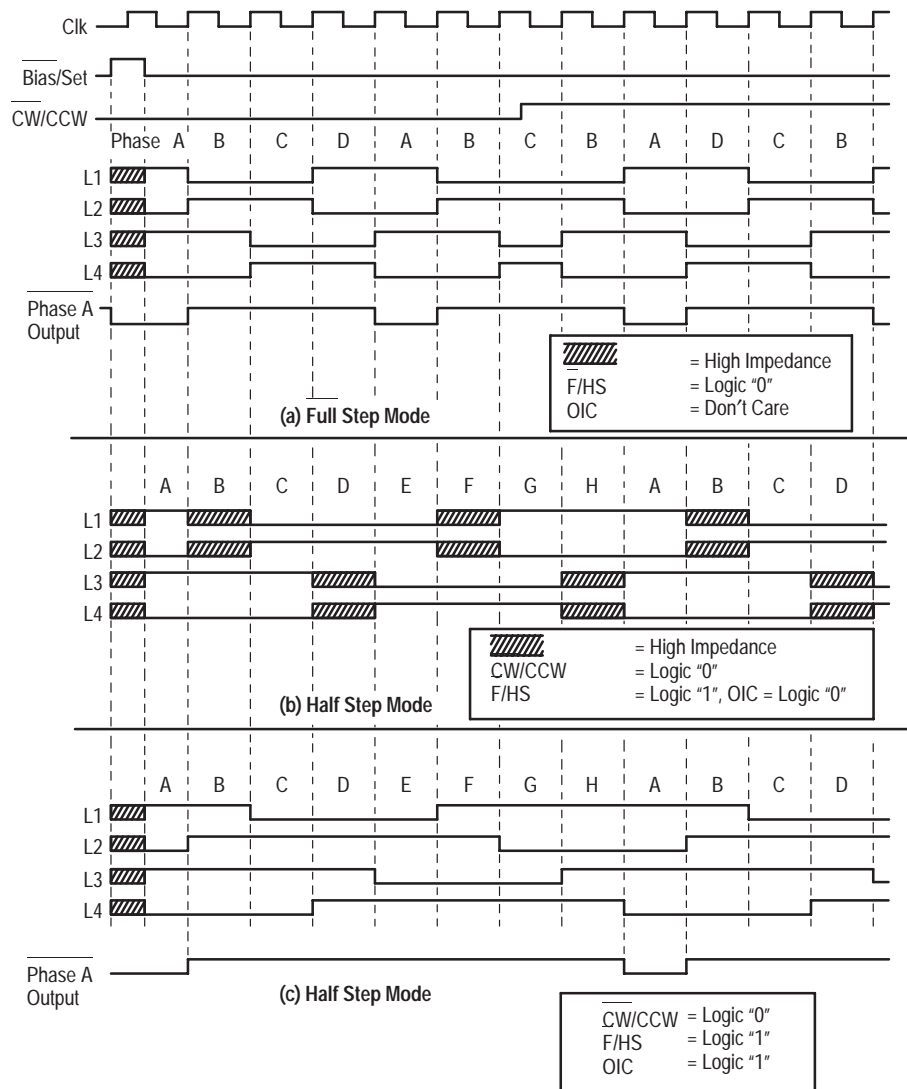 Clk
Bias/Set
CW/CCW
Phase A B C D A B C B A D C B
L1
L2
L3
L4
Phase A
Output
= High Impedance
F/HS = Logic “0”
OIC = Don′t Care
(a) Full Step Mode
A B C D E F G H A B C D
L1
L2
L3
L4
= High Impedance
CW/CCW = Logic “0”
F/HS = Logic “1”, OIC = Logic “0”
(b) Half Step Mode
A B C D E F G H A B C D
L1
L2
L3
L4
Phase A
Output
(c) Half Step Mode
CW/CCW = Logic “0”
F/HS = Logic “1”
OIC = Logic “1”